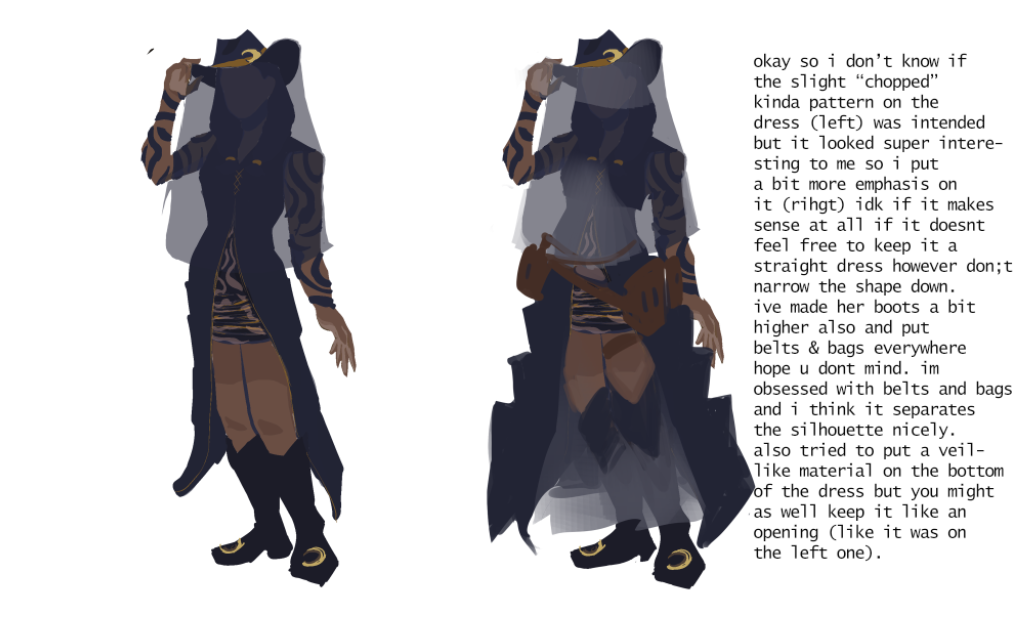 okay so i don’t know if
the slight “chopped”
kinda pattern on the
dress (left) was intended
but it looked super intere-
sting to me so i put
a bit more emphasis on
it (rihgt) idk if it makes
sense at all if it doesnt
feel free to keep it a
straight dress however don;t
narrow the shape down.
ive made her boots a bit
higher also and put
belts & bags everywhere
hope u dont mind. im
obsessed with belts and bags
and i think it separates
the silhouette nicely.
also tried to put a veil-
like material on the bottom
of the dress but you might
as well keep it like an
opening (like it was on
the left one).